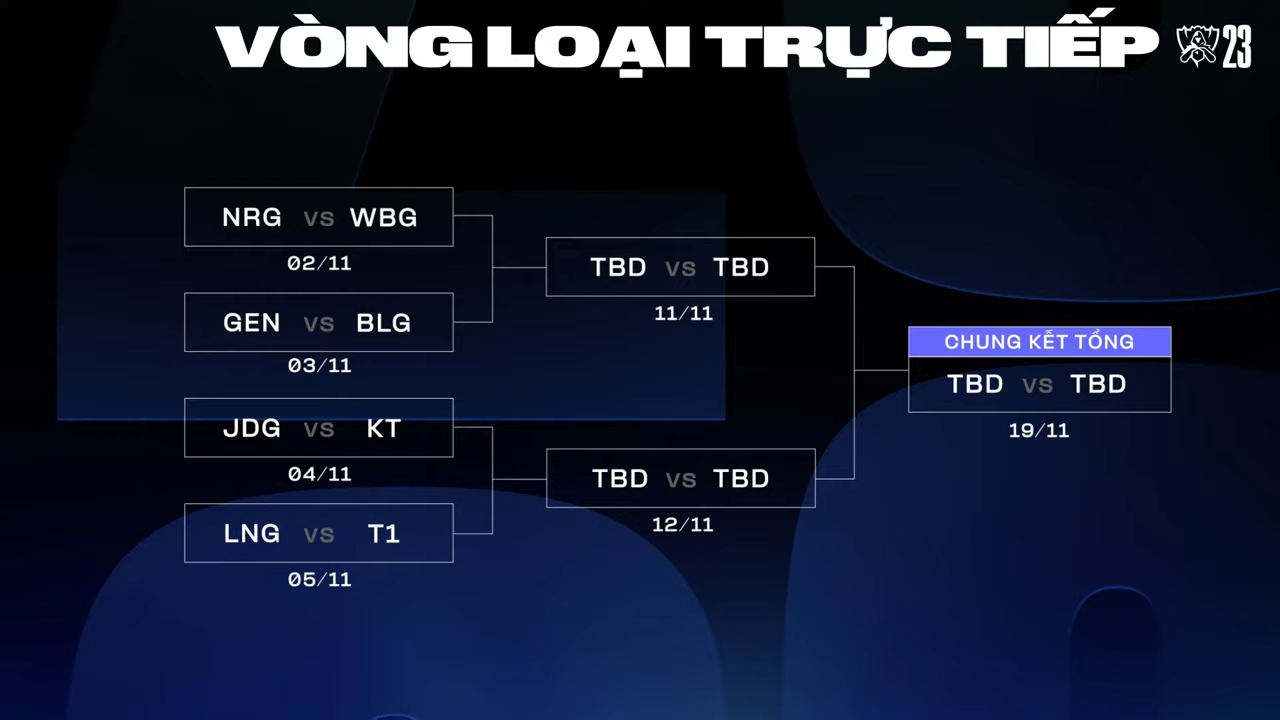 VÒNG LOẠI TRỰC TIẾP 23
NRG VS WBG
02/11
GEN VS BLG
03/11
JDG VS KT
04/11
LNG VS T1
05/11
TBD VS TBD
11/11
TBD VS TBD
12/11
CHUNG KẾT TỔNG
TBD VS TBD
19/11